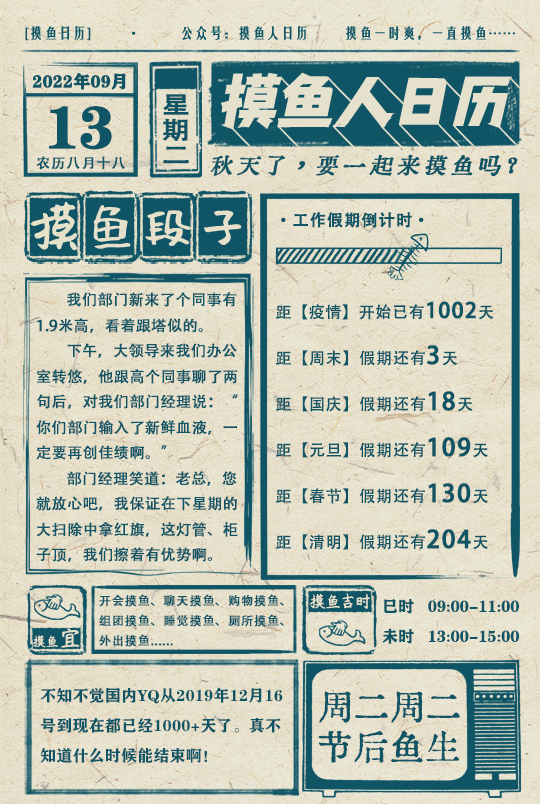 [摸鱼日历] · 公众号：摸鱼人日历 摸鱼一时爽，一直摸鱼······
2022年09月
13
农历八月十八
星期二
摸鱼人日历
秋天了，要一起来摸鱼吗？
摸鱼段子
我们部门新来了个同事有
1.9米高，看着跟塔似的。
下午，大领导来我们办公
室转悠，他跟高个同事聊了两
句后，对我们部门经理说：“
你们部门输入了新鲜血液，一
定要再创佳绩啊。”
部门经理笑道：老总，您
就放心吧，我保证在下星期的
大扫除中拿红旗，这灯管、柜
子顶，我们擦着有优势啊。
·工作假期倒计时·
距【疫情】开始已有1002天
距【周末】假期还有3天
距【国庆】假期还有18天
距【元旦】假期还有109天
距【春节】假期还有130天
距【清明】假期还有204天
摸鱼宜
开会摸鱼、聊天摸鱼、购物摸鱼、
组团摸鱼、睡觉摸鱼、厕所摸鱼、
外出摸鱼......
摸鱼吉时
巳时 09:00-11:00
未时 13:00-15:00
不知不觉国内YQ从2019年12月16
号到现在都已经1000+天了。真不
知道什么时候能结束啊!
周二周二
节后鱼生